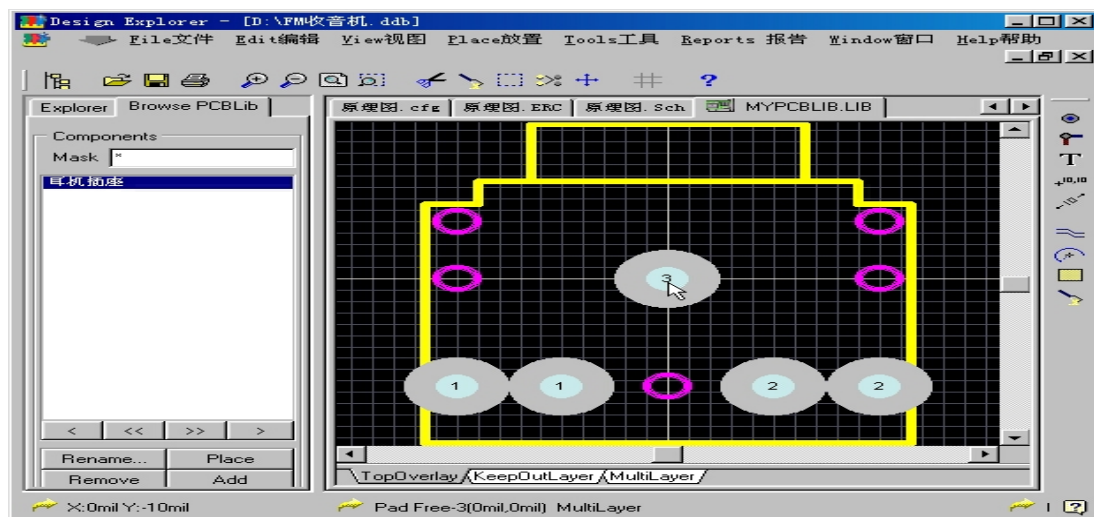 Design Explorer - [D:\FM收音机.ddb]
File文件 Edit编辑 View视图 Place放置 Tools工具 Reports 报告 Window窗口 Help帮助
Explorer Browse PCBLib
原理图.cfg 原理图.ERC 原理图.Sch MYPCBLIB.LIB
Components
Mask *
耳机插座
T
+10,10
10
3
1 1 2 2
< << >> >
Rename... Place
Remove Add
TopOverlay KeepOutLayer MultiLayer
X:0mil Y:-10mil Pad Free-3(0mil,0mil) MultiLayer